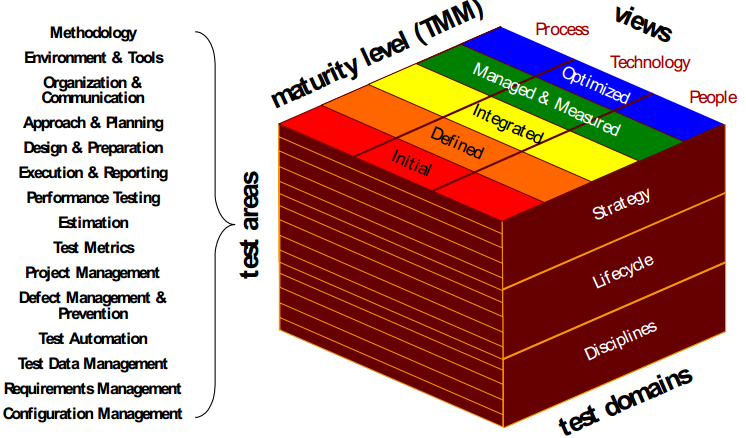 Methodology
Environment & Tools
Organization &
Communication
Approach & Planning
Design & Preparation
Execution & Reporting
Performance Testing
Estimation
Test Metrics
Project Management
Defect Management &
Prevention
Test Automation
Test Data Management
Requirements Management
Configuration Management
test areas
maturity level (TMM)
views
Process
Technology
People
Optimized
Managed & Measured
Integrated
Defined
Initial
Strategy
Lifecycle
Disciplines
test domains